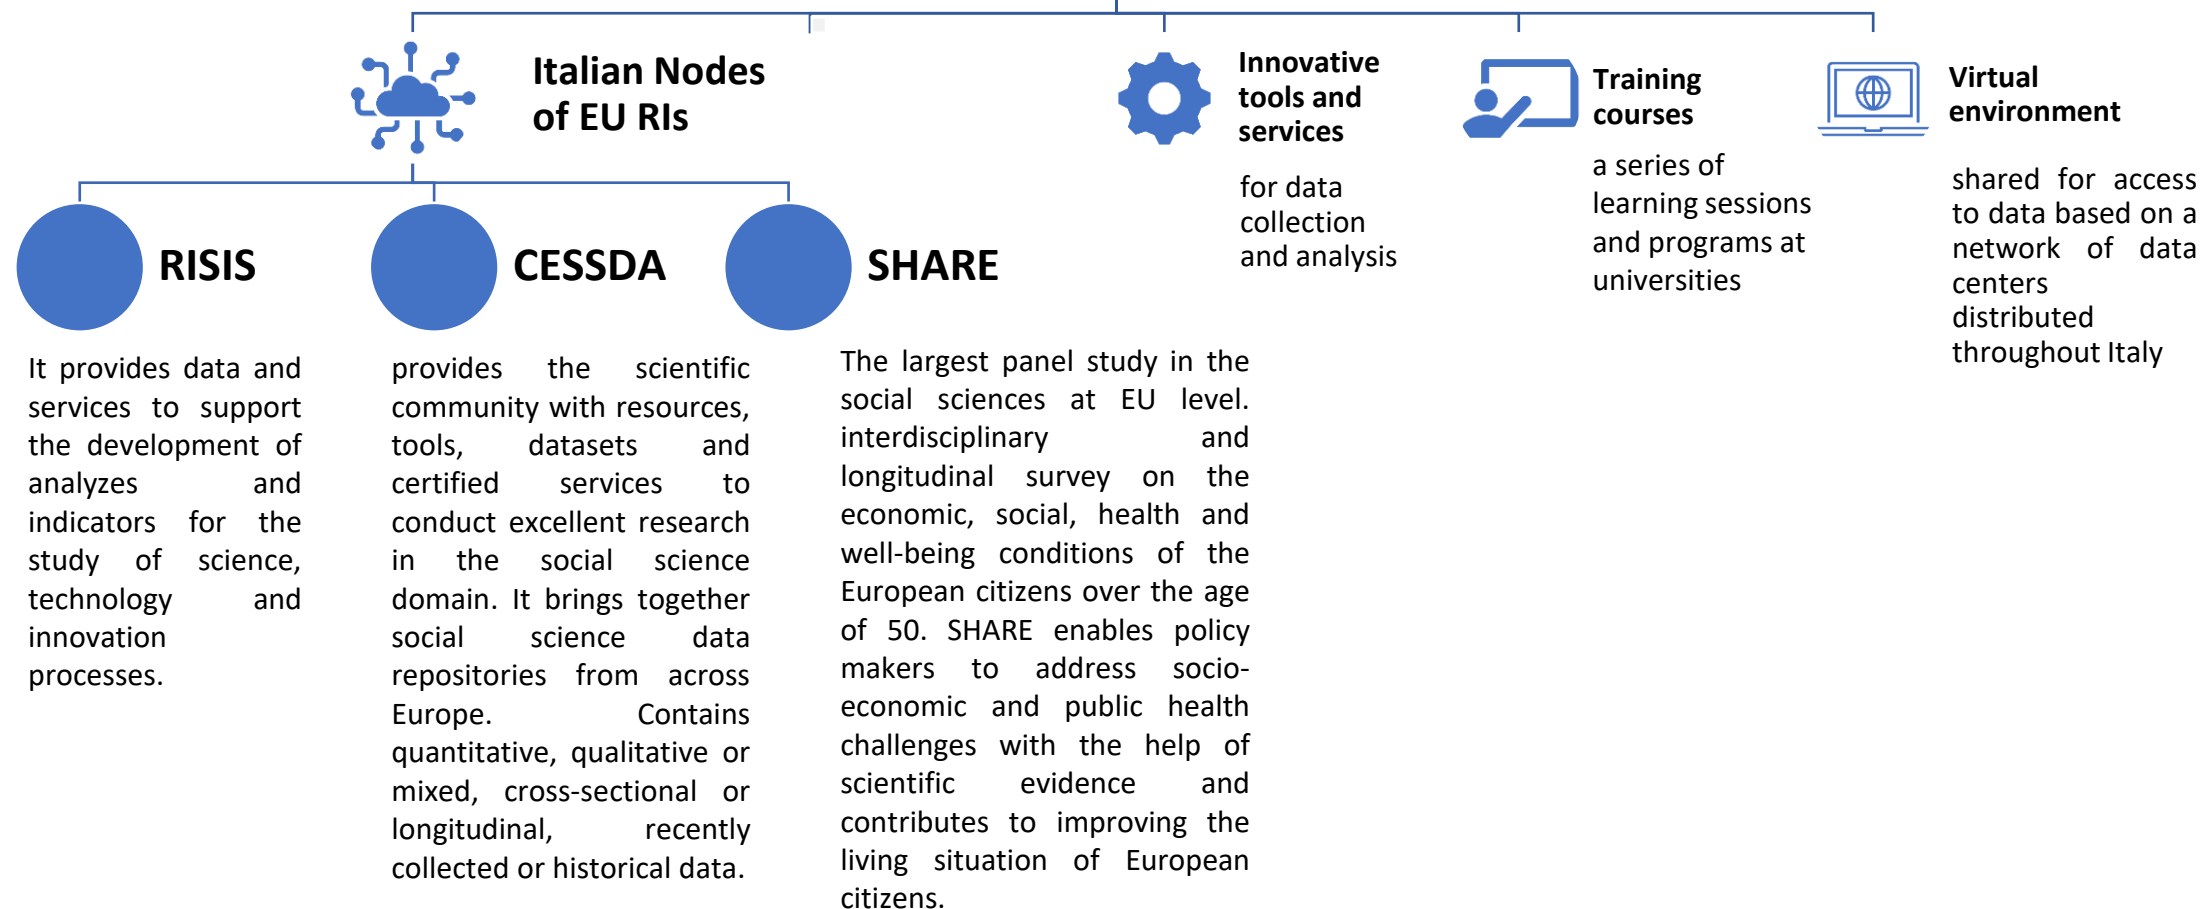 Italian Nodes
of EU RIs
Innovative
tools and
services
for data
collection
and analysis
Training
courses
a series of
learning sessions
and programs at
universities
Virtual
environment
shared for access
to data based on a
network of data
centers
distributed
throughout Italy
RISIS
It provides data and
services to support
the development of
analyzes and
indicators for the
study of science,
technology and
innovation
processes.
CESSDA
provides the scientific
community with resources,
tools, datasets and
certified services to
conduct excellent research
in the social science
domain. It brings together
social science data
repositories from across
Europe. Contains
quantitative, qualitative or
mixed, cross-sectional or
longitudinal, recently
collected or historical data.
SHARE
The largest panel study in the
social sciences at EU level.
interdisciplinary and
longitudinal survey on the
economic, social, health and
well-being conditions of the
European citizens over the age
of 50. SHARE enables policy
makers to address socio-
economic and public health
challenges with the help of
scientific evidence and
contributes to improving the
living situation of European
citizens.